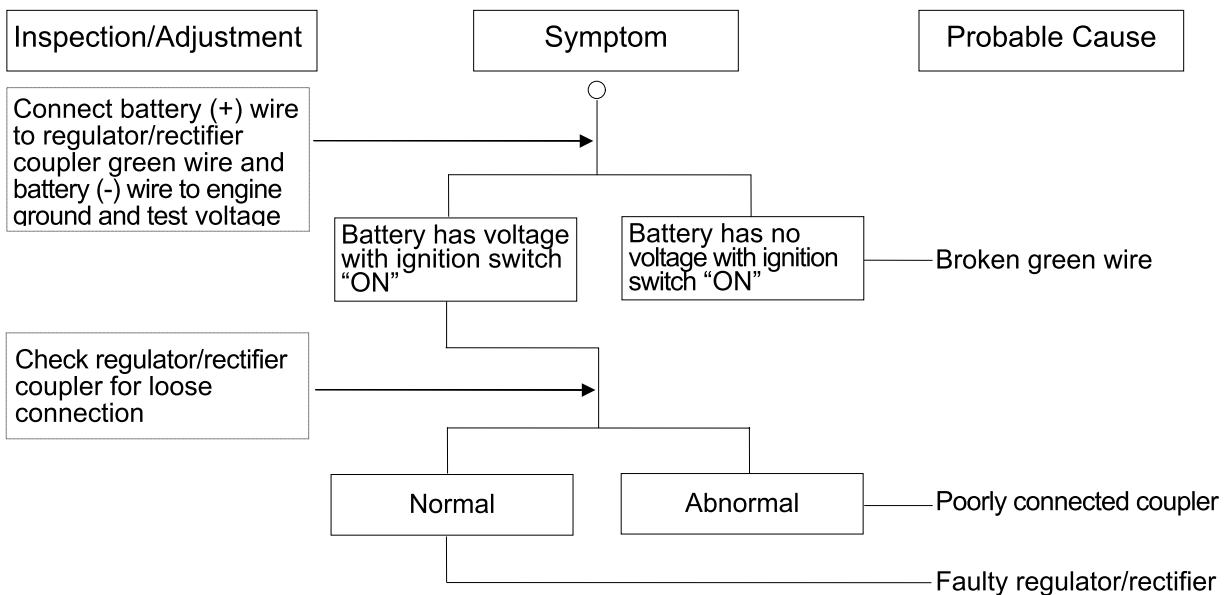 Inspection/Adjustment
Symptom
Probable Cause
Connect battery (+) wire
to regulator/rectifier
coupler green wire and
battery (-) wire to engine
ground and test voltage
Battery has voltage
with ignition switch
“ON”
Battery has no
voltage with ignition
switch “ON”
Broken green wire
Check regulator/rectifier
coupler for loose
connection
Normal
Abnormal
Poorly connected coupler
Faulty regulator/rectifier